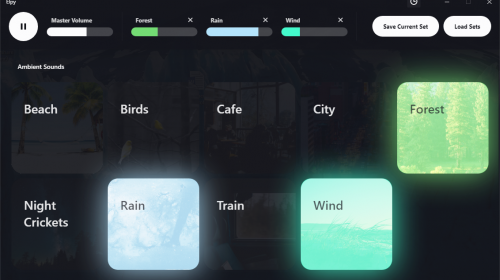 Elpy
Master Volume
Forest ✕
Rain ✕
Wind ✕
Save Current Set
Load Sets
Ambient Sounds
Beach
Birds
Cafe
City
Forest
Night
Crickets
Rain
Train
Wind